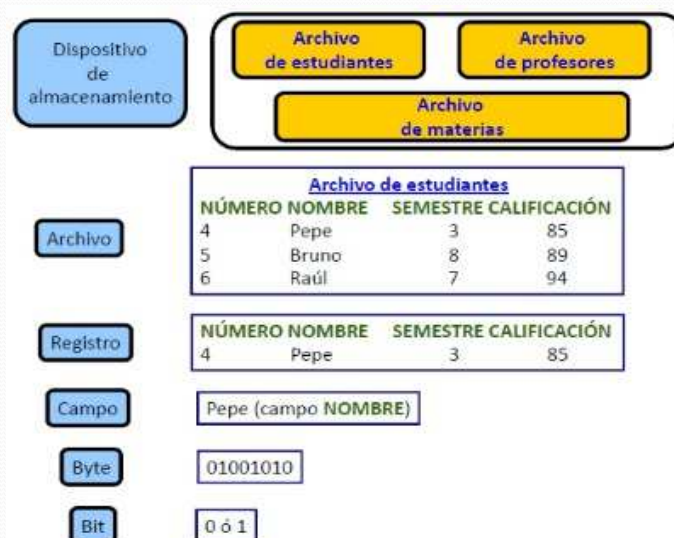 Dispositivo
de
almacenamiento
Archivo
de estudiantes
Archivo
de profesores
Archivo
de materias
Archivo
Archivo de estudiantes
NÚMERO NOMBRE SEMESTRE CALIFICACIÓN
4 Pepe 3 85
5 Bruno 8 89
6 Raúl 7 94
Registro
NÚMERO NOMBRE SEMESTRE CALIFICACIÓN
4 Pepe 3 85
Campo
Pepe (campo NOMBRE)
Byte
01001010
Bit
0 ó 1